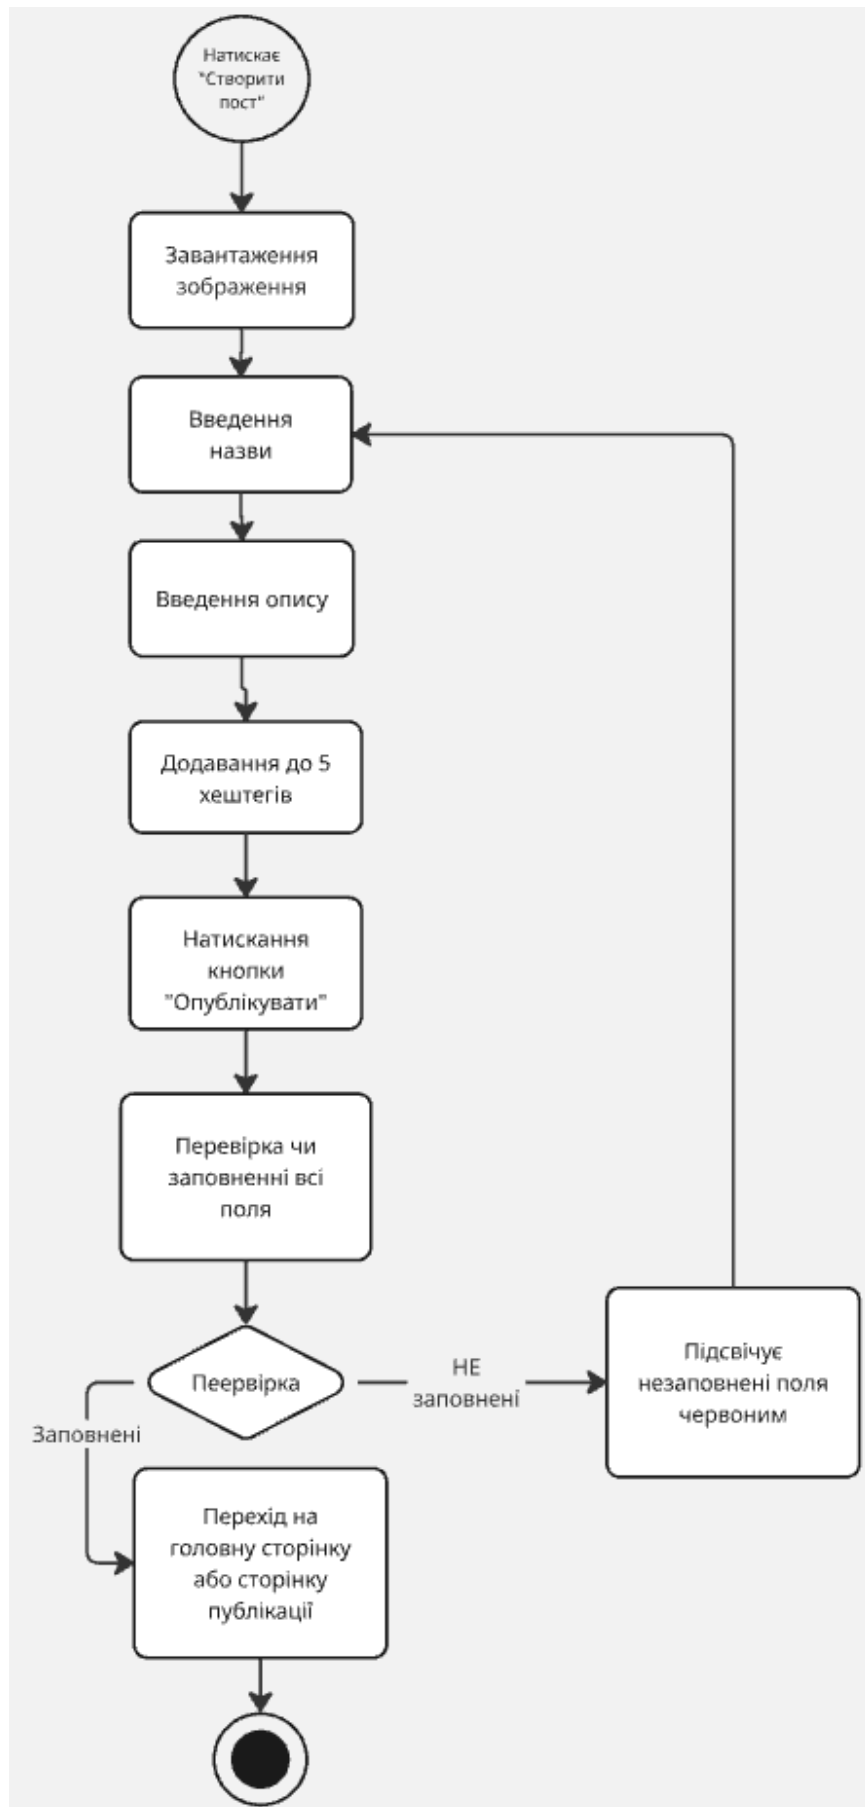 Натискає
"Створити
пост"
Завантаження
зображення
Введення
назви
Введення опису
Додавання до 5
хештегів
Натискання
кнопки
"Опублікувати"
Перевірка чи
заповненні всі
поля
Пеервірка
НЕ
заповнені
Підсвічує
незаповнені поля
червоним
Заповнені
Перехід на
головну сторінку
або сторінку
публікації